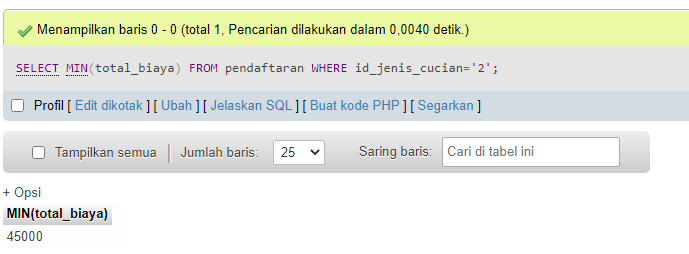 Menampilkan baris 0 - 0 (total 1, Pencarian dilakukan dalam 0,0040 detik.)
SELECT MIN(total_biaya) FROM pendaftaran WHERE id_jenis_cucian='2';
Profil [ Edit dikotak ] [ Ubah ] [ Jelaskan SQL ] [ Buat kode PHP ] [ Segarkan ]
Tampilkan semua | Jumlah baris: 25 Saring baris: Cari di tabel ini
+ Opsi
MIN(total_biaya)
45000